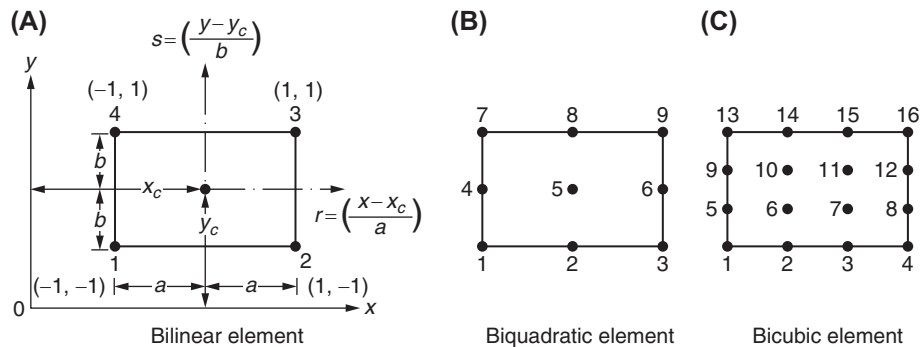 (A)
s=(y−y_c/b)
y
(−1, 1)
(1, 1)
4
3
b
x_c
b
y_c
r=(x−x_c/a)
1
2
(−1, −1)
a
a
(1, −1)
0
x
Bilinear element
(B)
7 8 9
4 5 6
1 2 3
Biquadratic element
(C)
13 14 15 16
9 10 11 12
5 6 7 8
1 2 3 4
Bicubic element